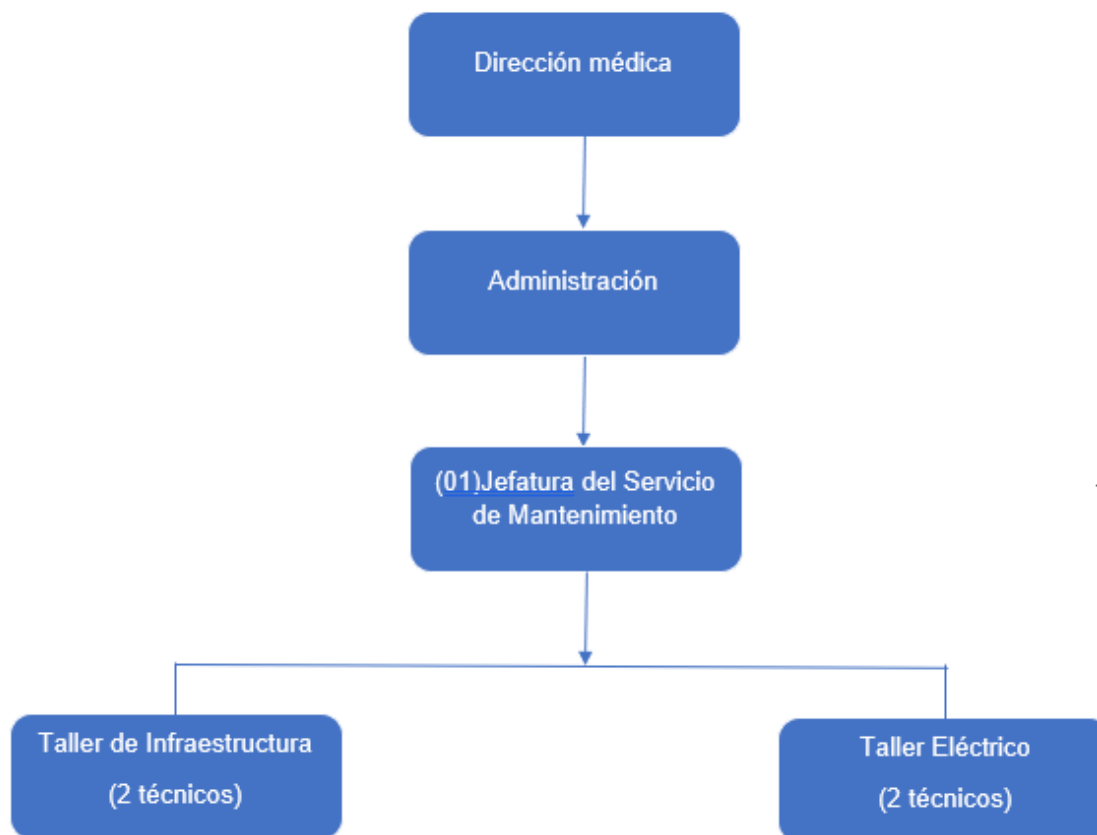 Dirección médica
Administración
(01)Jefatura del Servicio
de Mantenimiento
Taller de Infraestructura
(2 técnicos)
Taller Eléctrico
(2 técnicos)